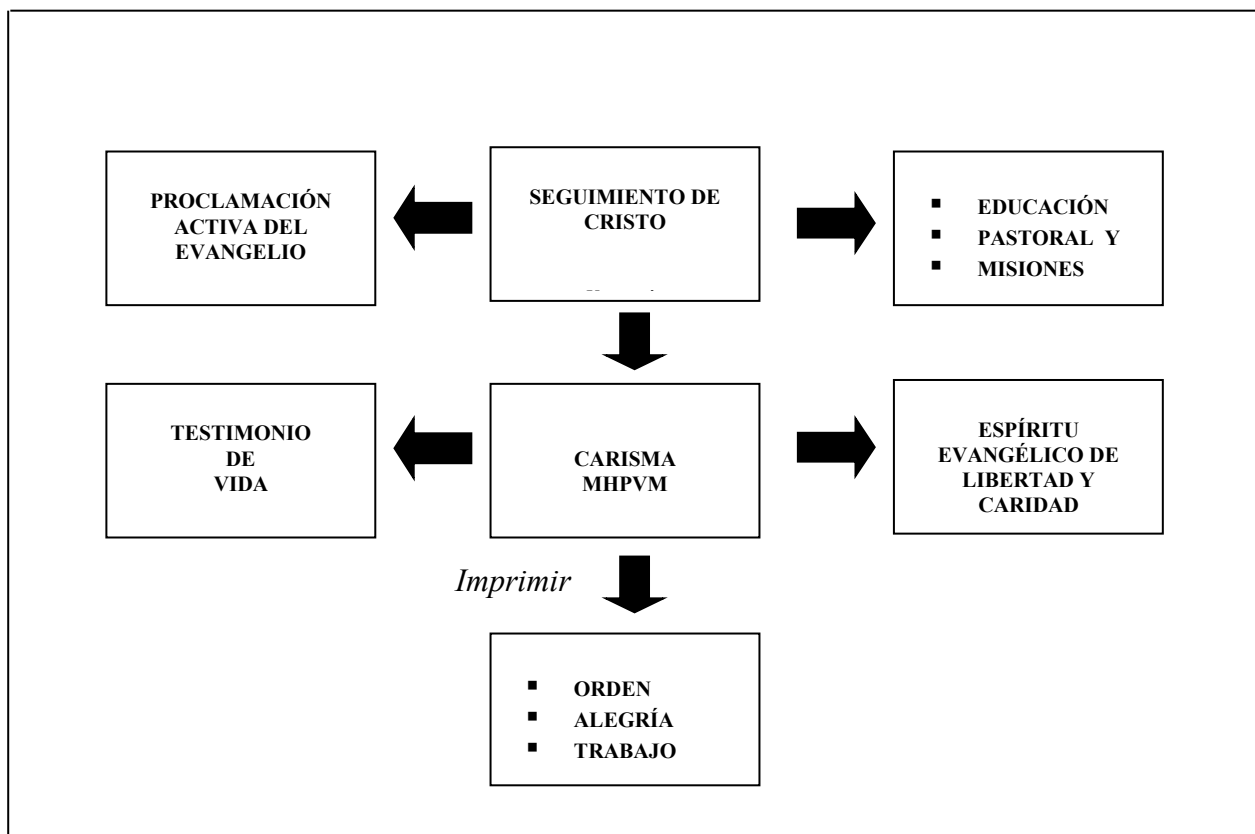 PROCLAMACIÓN
ACTIVA DEL
EVANGELIO
SEGUIMIENTO DE
CRISTO
▪ EDUCACIÓN
▪ PASTORAL Y
▪ MISIONES
TESTIMONIO
DE
VIDA
CARISMA
MHPVM
ESPÍRITU
EVANGÉLICO DE
LIBERTAD Y
CARIDAD
Imprimir
▪ ORDEN
▪ ALEGRÍA
▪ TRABAJO